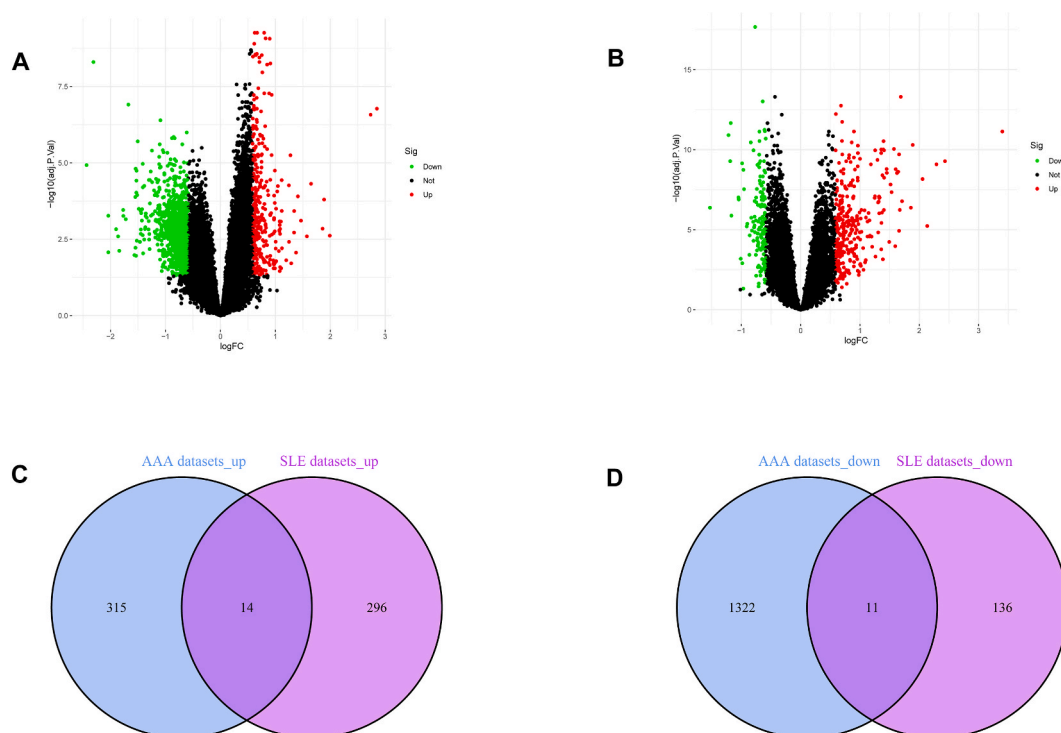 A
7.5
5.0
2.5
0.0
−log10(adj.P.Val)
−2
−1
0
1
2
3
logFC
Sig
Down
Not
Up
B
15
10
5
0
−log10(adj.P.Val)
−1
0
1
2
3
logFC
Sig
Do
Not
Up
C
AAA datasets_up
SLE datasets_up
315
14
296
D
AAA datasets_down
SLE datasets_down
1322
11
136